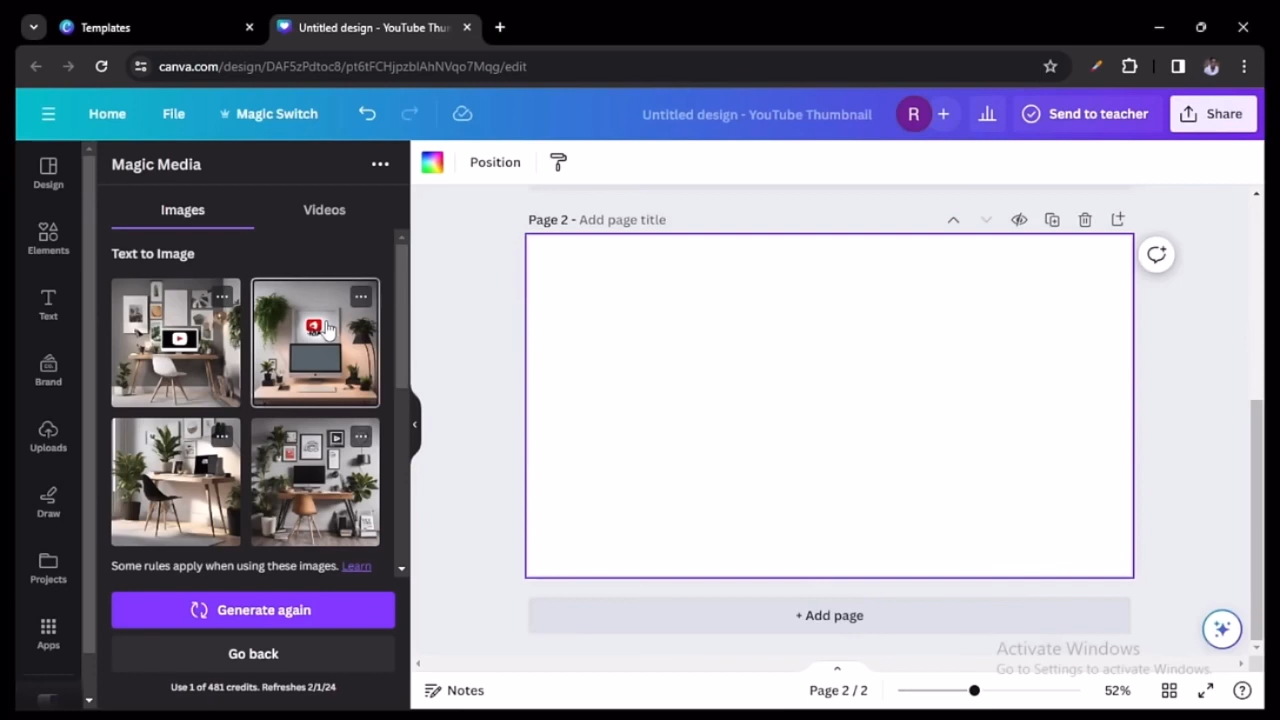 Templates
Untitled design - YouTube Thu
canva.com/design/DAF5zPdtoc8/pt6tFCHjpzblAhNVqo7Mqg/edit
Home
File
Magic Switch
Untitled design - YouTube Thumbnail
R
Send to teacher
Share
Design
Elements
Text
Brand
Uploads
Draw
Projects
Apps
Magic Media
Images
Videos
Text to Image
Some rules apply when using these images. Learn
Generate again
Go back
Use 1 of 481 credits. Refreshes 2/1/24
Position
Page 2 - Add page title
+ Add page
Activate Windows
Go to Settings to activate Windows.
Notes
Page 2 / 2
52%